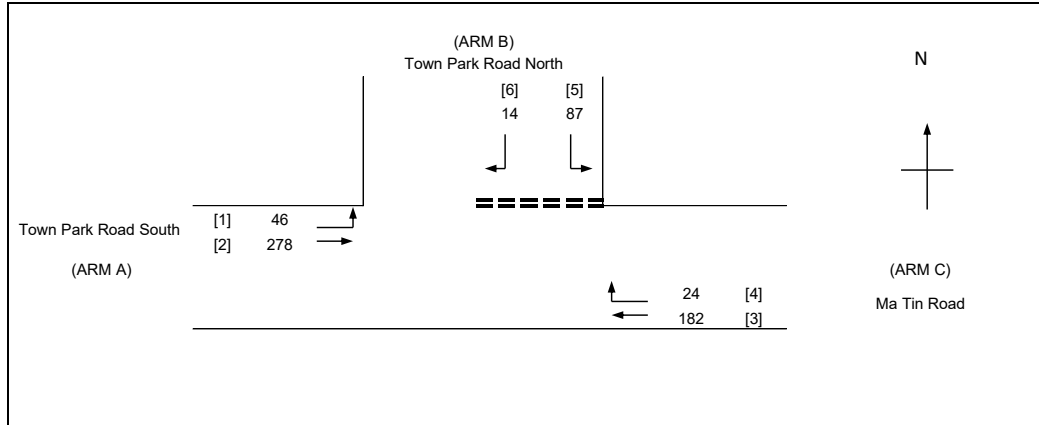 (ARM B)
Town Park Road North
N
[6] [5]
14 87
[1] 46
Town Park Road South
[2] 278
(ARM A)
(ARM C)
24 [4]
Ma Tin Road
182 [3]